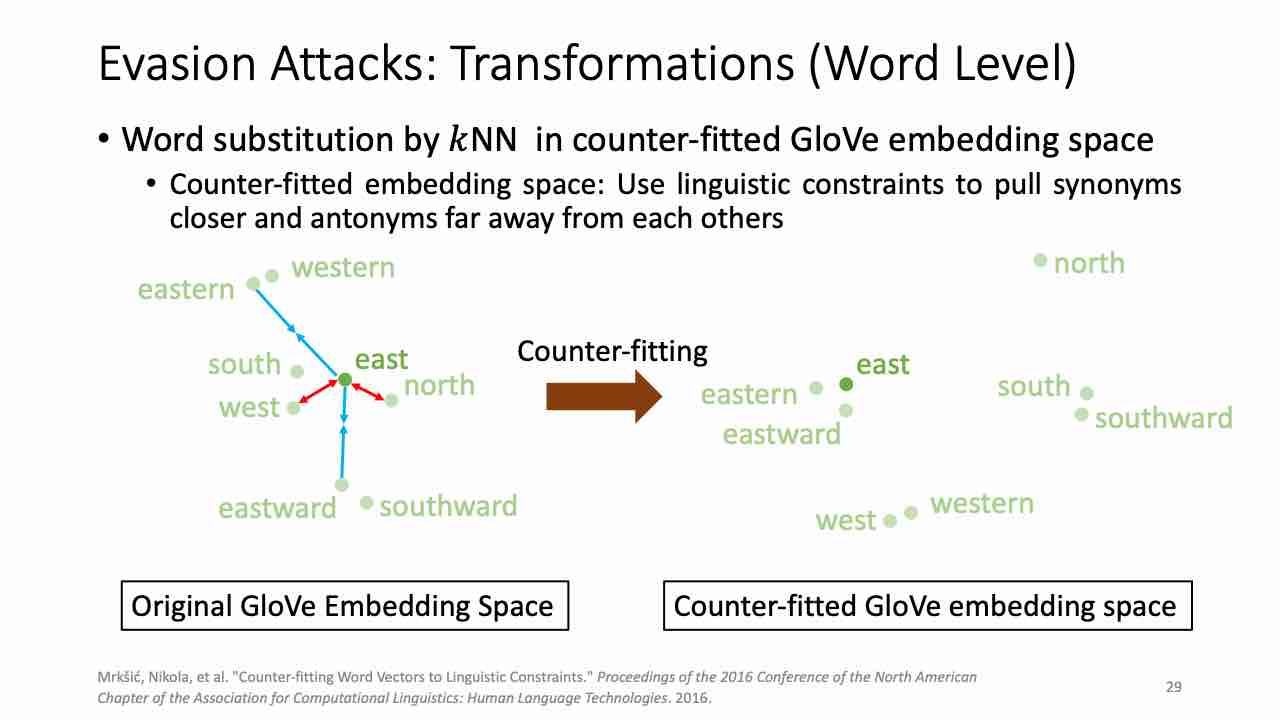 Evasion Attacks: Transformations (Word Level)
• Word substitution by kNN in counter-fitted GloVe embedding space
• Counter-fitted embedding space: Use linguistic constraints to pull synonyms
closer and antonyms far away from each others
western
eastern
south
east
north
west
eastward
southward
Counter-fitting
north
east
eastern
south
southward
eastward
western
west
Original GloVe Embedding Space
Counter-fitted GloVe embedding space
Mrkšić, Nikola, et al. "Counter-fitting Word Vectors to Linguistic Constraints." Proceedings of the 2016 Conference of the North American
Chapter of the Association for Computational Linguistics: Human Language Technologies. 2016.
29